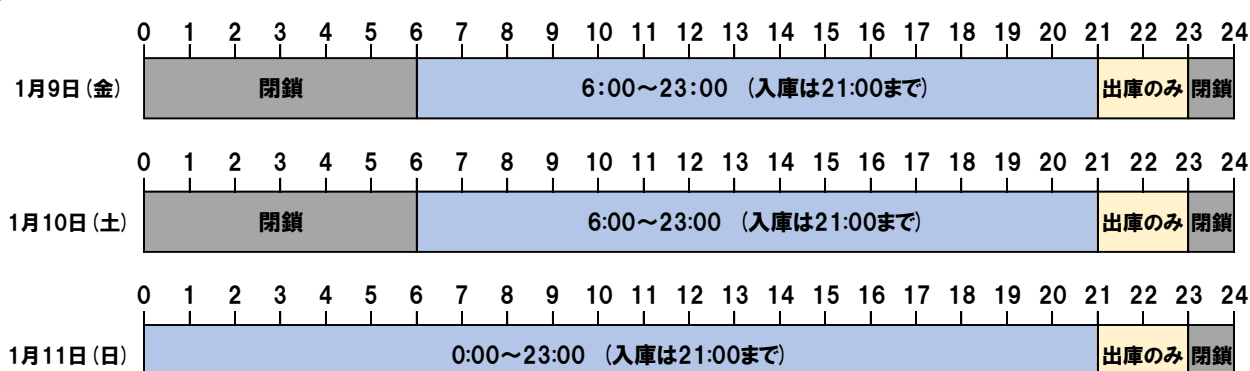 0 1 2 3 4 5 6 7 8 9 10 11 12 13 14 15 16 17 18 19 20 21 22 23 24
1月9日(金) 閉鎖 6:00～23:00 (入庫は21:00まで) 出庫のみ 閉鎖
0 1 2 3 4 5 6 7 8 9 10 11 12 13 14 15 16 17 18 19 20 21 22 23 24
1月10日(土) 閉鎖 6:00～23:00 (入庫は21:00まで) 出庫のみ 閉鎖
0 1 2 3 4 5 6 7 8 9 10 11 12 13 14 15 16 17 18 19 20 21 22 23 24
1月11日(日) 0:00～23:00 (入庫は21:00まで) 出庫のみ 閉鎖